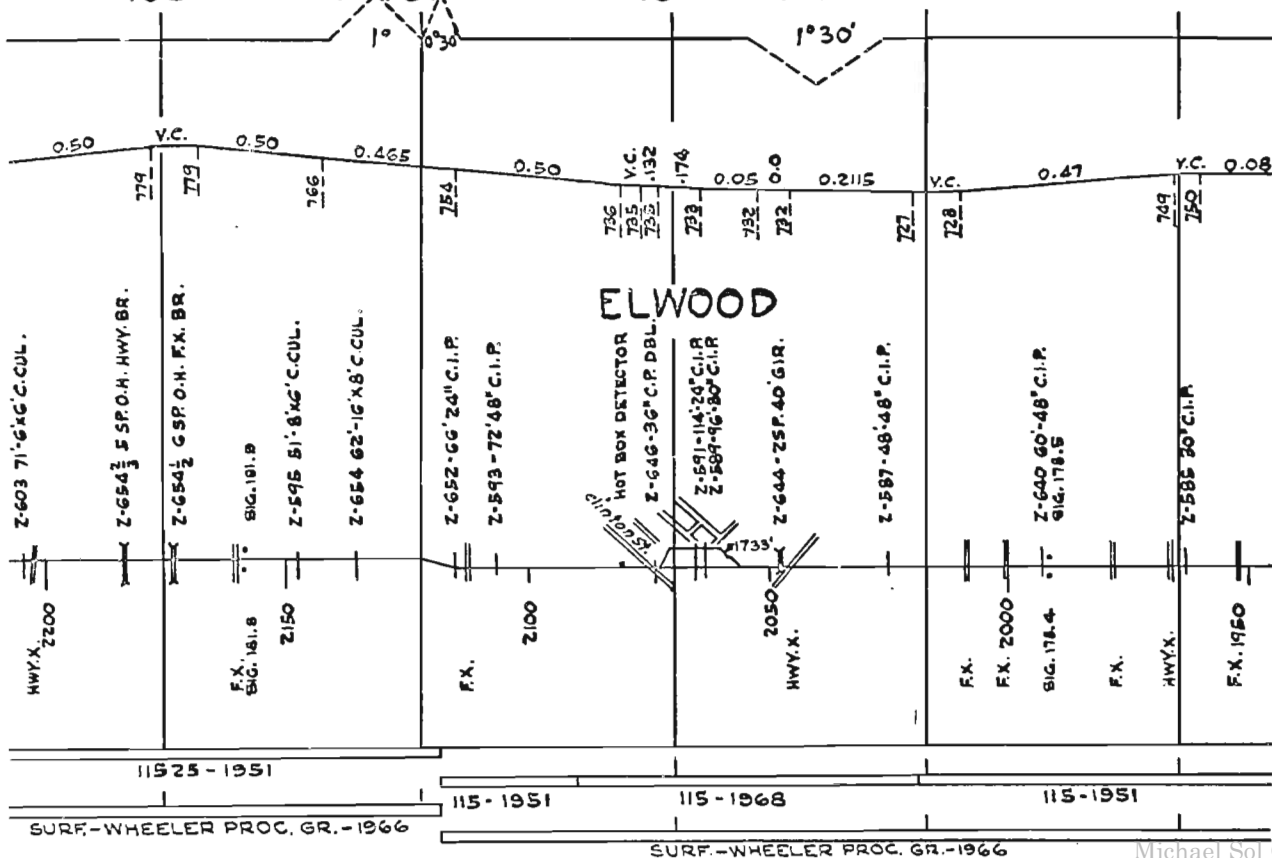 1°
0°30'
1°30'
0.50
V.C.
0.50
0.465
0.50
V.C.
.132
.174
0.05
0.0
0.2115
V.C.
0.47
V.C.
0.08
779
779
766
754
736
735
735
733
732
732
727
728
749
750
ELWOOD
Z-603 71'-6'X6' C.CUL.
Z-654⅔ 5 SP. O.H. HWY. BR.
Z-654½ 6 SP. O.H. F.X. BR.
SIG. 181.9
Z-595 51'-8'X6' C.CUL.
Z-654 62'-16'X8' C.CUL.
Z-652-66' 24" C.I.P.
Z-593-72' 48" C.I.P.
HOT BOX DETECTOR
Z-646-36" C.P. DBL.
Z-591-114'-24" C.I.P.
Z-589-96'-30" C.I.P.
Z-644-2 SP. 40' GIR.
Z-587-48'-48" C.I.P.
Z-640 60'-48" C.I.P.
SIG. 178.5
Z-585 30" C.I.P.
1733'
HWY. X.
2200
F.X.
SIG. 181.8
2150
F.X.
2100
2050
HWY. X.
F.X.
F.X. 2000
SIG. 178.4
F.X.
HWY. X.
F.X. 1950
11525-1951
115-1951
115-1968
115-1951
SURF.-WHEELER PROC. GR.-1966
SURF.-WHEELER PROC. GR.-1966
Michael Sol